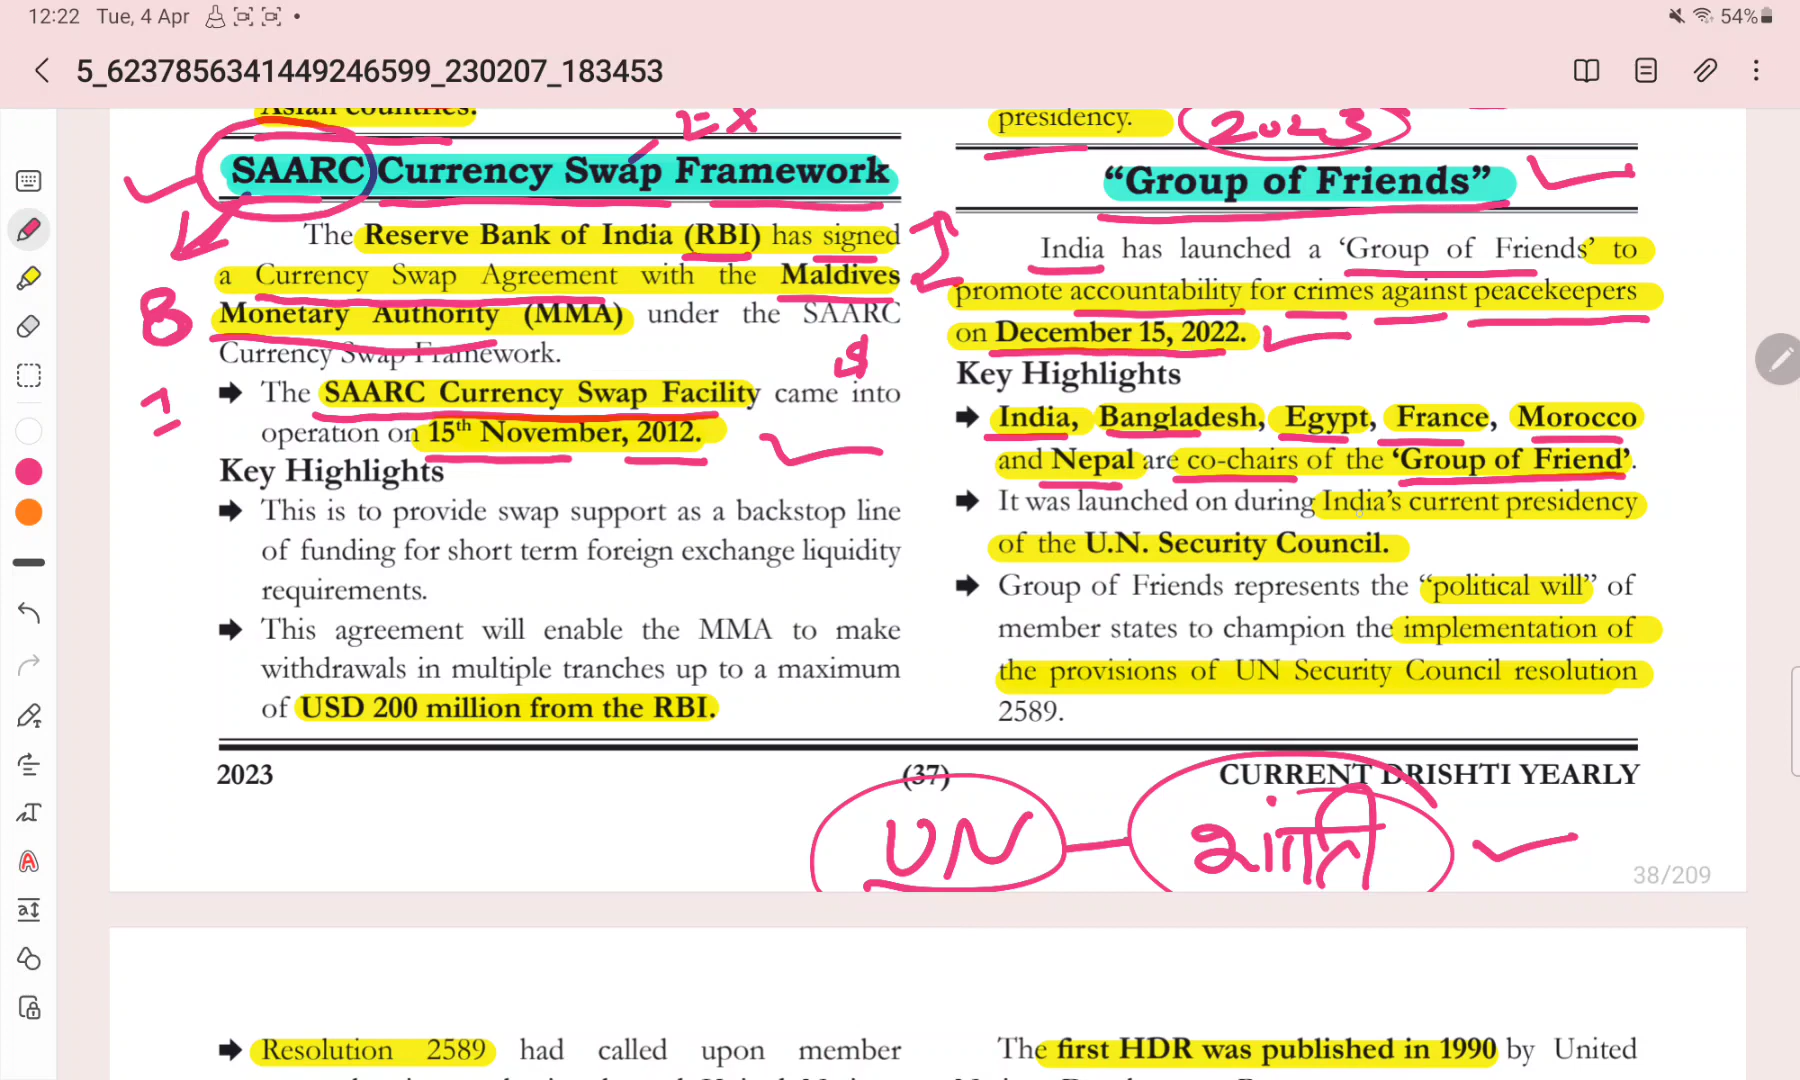 12:22 Tue, 4 Apr
54%
5_6237856341449246599_230207_183453
Asian countries.
Ex
SAARC Currency Swap Framework
The Reserve Bank of India (RBI) has signed
a Currency Swap Agreement with the Maldives
Monetary Authority (MMA) under the SAARC
Currency Swap Framework.
8
The SAARC Currency Swap Facility came into
operation on 15th November, 2012.
Key Highlights
This is to provide swap support as a backstop line
of funding for short term foreign exchange liquidity
requirements.
This agreement will enable the MMA to make
withdrawals in multiple tranches up to a maximum
of USD 200 million from the RBI.
presidency.
2023
"Group of Friends"
India has launched a ‘Group of Friends’ to
promote accountability for crimes against peacekeepers
on December 15, 2022.
Key Highlights
India, Bangladesh, Egypt, France, Morocco
and Nepal are co-chairs of the ‘Group of Friend’.
It was launched on during India’s current presidency
of the U.N. Security Council.
Group of Friends represents the “political will” of
member states to champion the implementation of
the provisions of UN Security Council resolution
2589.
2023 (37) CURRENT DRISHTI YEARLY
UN
38/209
Resolution 2589 had called upon member
The first HDR was published in 1990 by United